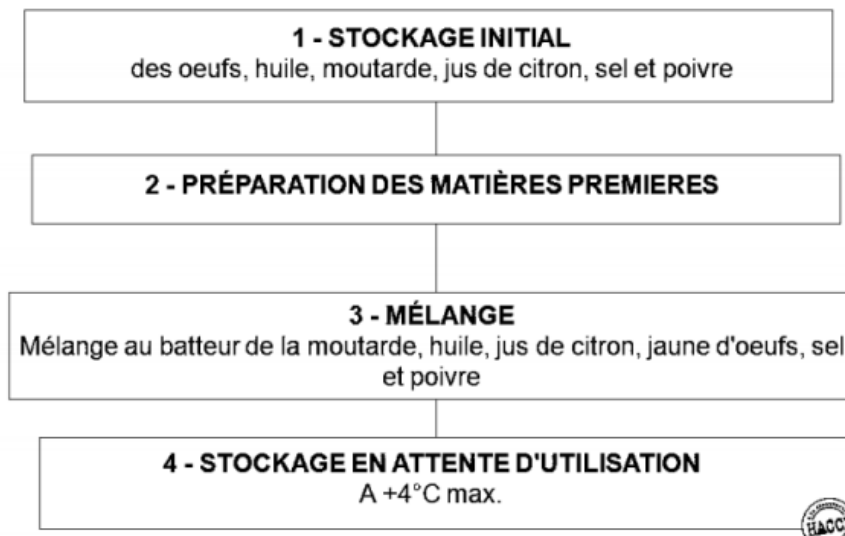 1 - STOCKAGE INITIAL
des oeufs, huile, moutarde, jus de citron, sel et poivre
2 - PRÉPARATION DES MATIÈRES PREMIERES
3 - MÉLANGE
Mélange au batteur de la moutarde, huile, jus de citron, jaune d'oeufs, sel
et poivre
4 - STOCKAGE EN ATTENTE D'UTILISATION
A +4°C max.